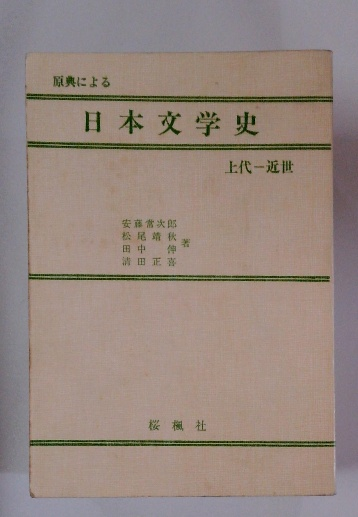 原典による
日本文学史
上代－近世
安藤常次郎
松尾靖秋
田中伸
清田正喜
著
桜楓社